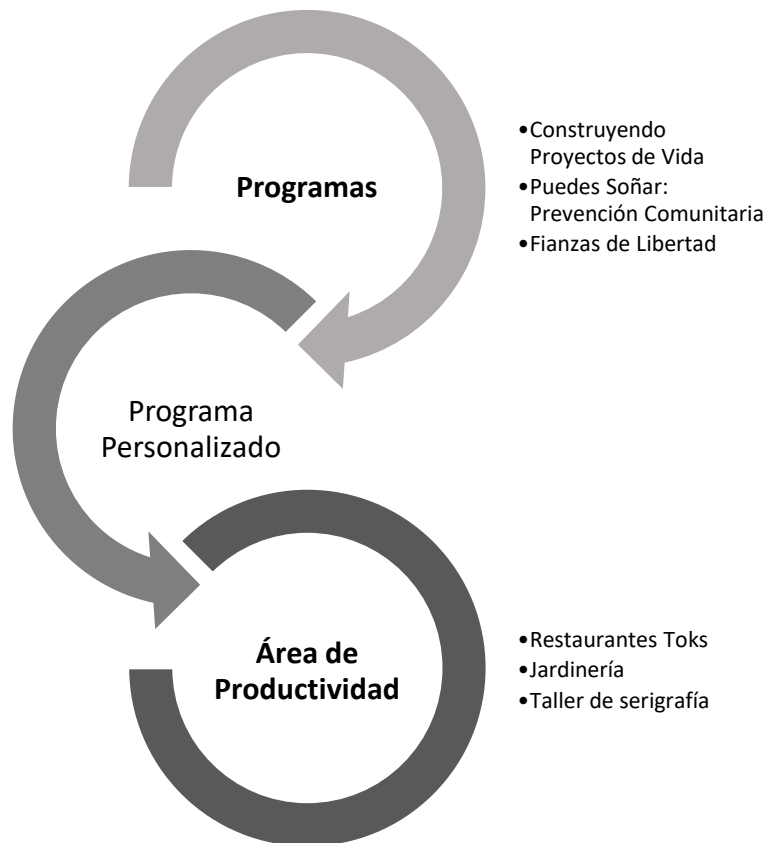 •Construyendo
Proyectos de Vida
•Puedes Soñar:
Prevención Comunitaria
•Fianzas de Libertad
Programas
Programa
Personalizado
Área de
Productividad
•Restaurantes Toks
•Jardinería
•Taller de serigrafía